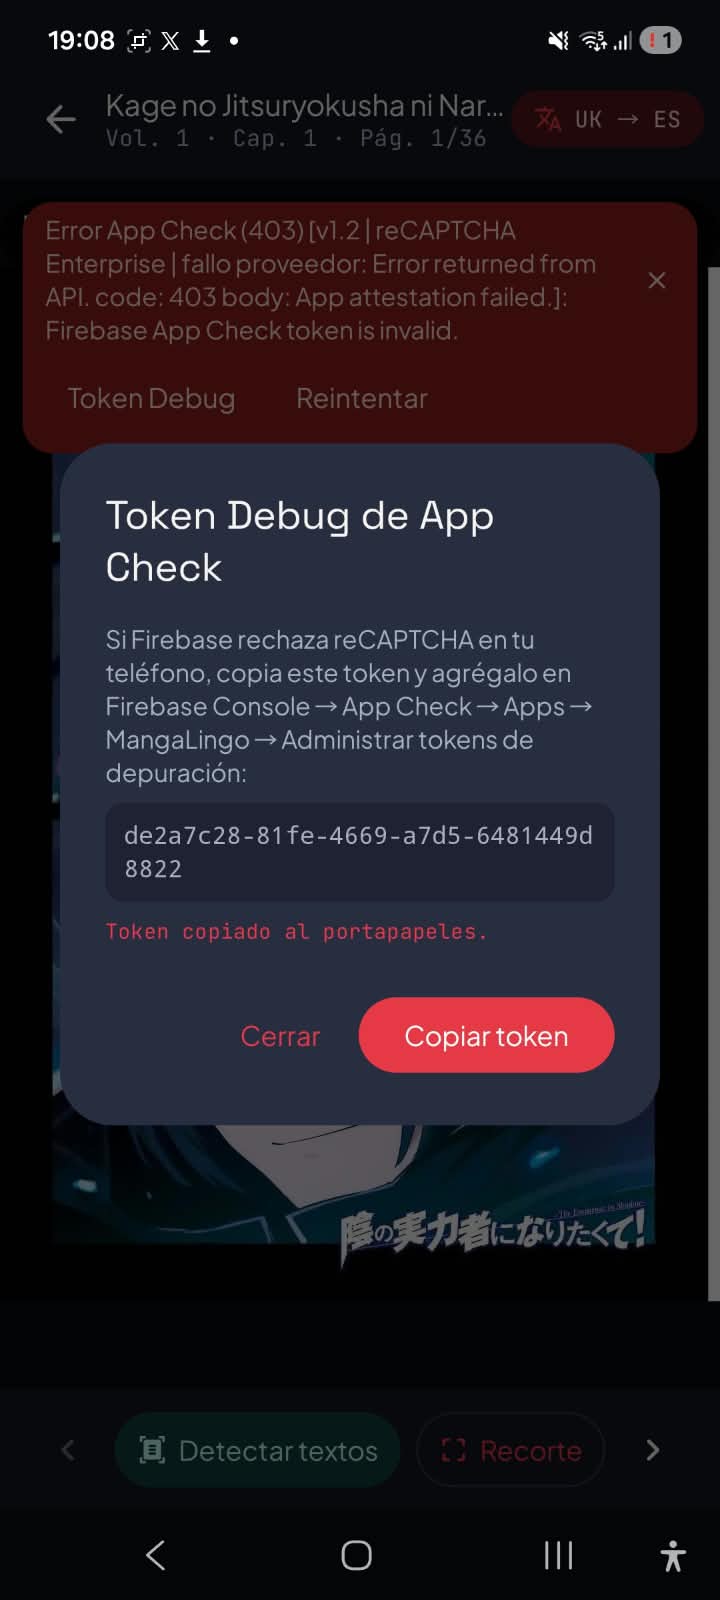 19:08
1
Kage no Jitsuryokusha ni Nar...
Vol. 1 · Cap. 1 · Pág. 1/36
UK → ES
Error App Check (403) [v1.2 | reCAPTCHA
Enterprise | fallo proveedor: Error returned from
API. code: 403 body: App attestation failed.]:
Firebase App Check token is invalid.
Token Debug
Reintentar
Token Debug de App
Check
Si Firebase rechaza reCAPTCHA en tu
teléfono, copia este token y agrégalo en
Firebase Console → App Check → Apps →
MangaLingo → Administrar tokens de
depuración:
de2a7c28-81fe-4669-a7d5-6481449d
8822
Token copiado al portapapeles.
Cerrar
Copiar token
陰の実力者になりたくて!
Detectar textos
Recorte